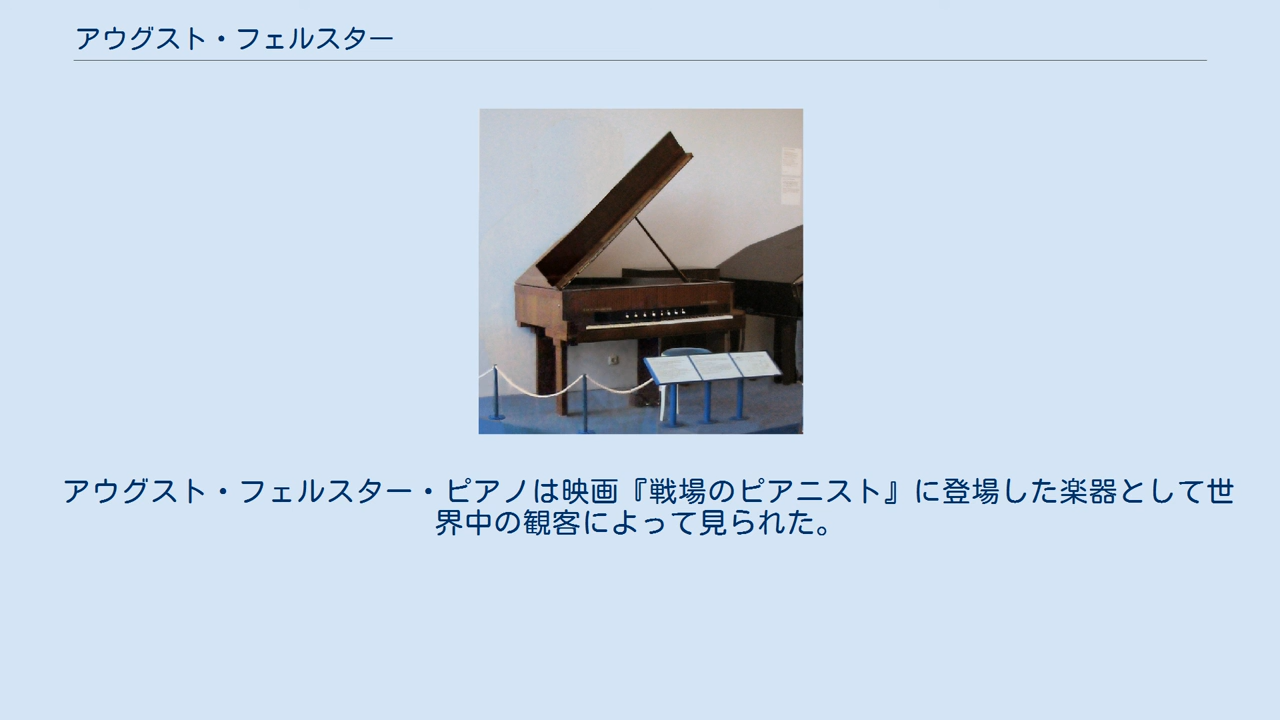 アウグスト・フェルスター
アウグスト・フェルスター・ピアノは映画『戦場のピアニスト』に登場した楽器として世
界中の観客によって見られた。